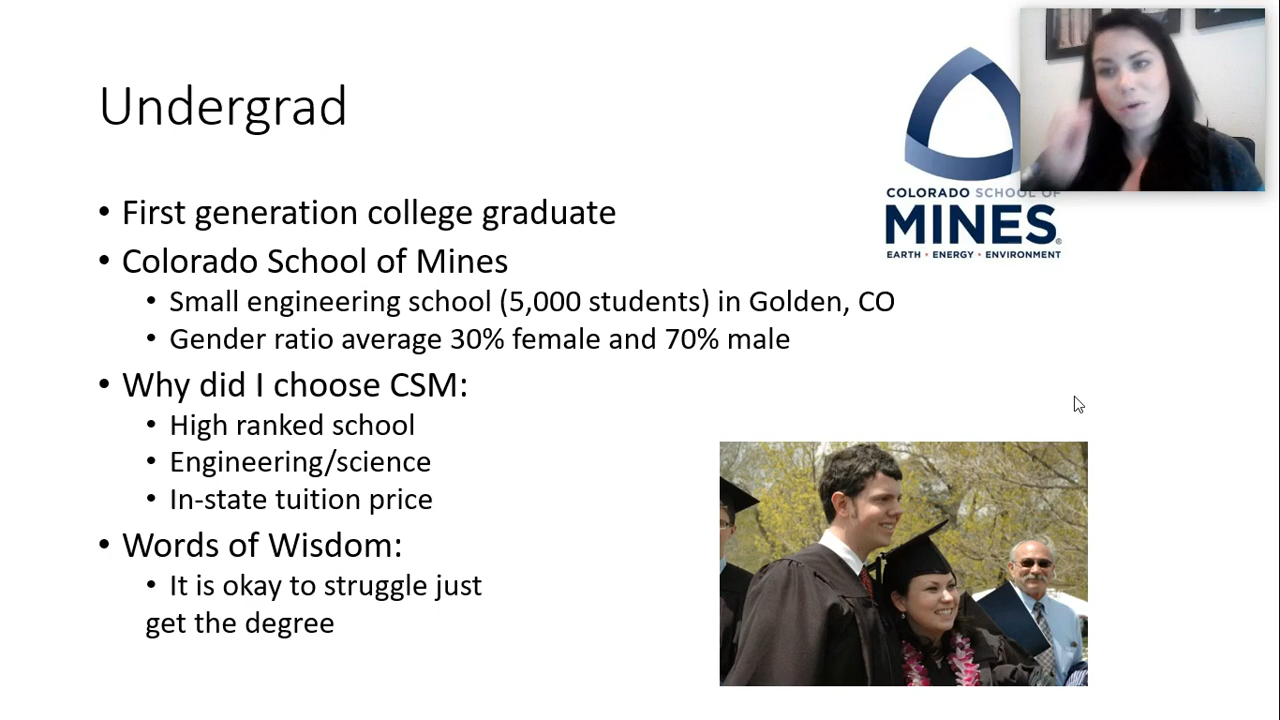 Undergrad
• First generation college graduate
• Colorado School of Mines
• Small engineering school (5,000 students) in Golden, CO
• Gender ratio average 30% female and 70% male
• Why did I choose CSM:
• High ranked school
• Engineering/science
• In-state tuition price
• Words of Wisdom:
• It is okay to struggle just
get the degree
COLORADO SCHOOL OF
MINES®
EARTH • ENERGY • ENVIRONMENT